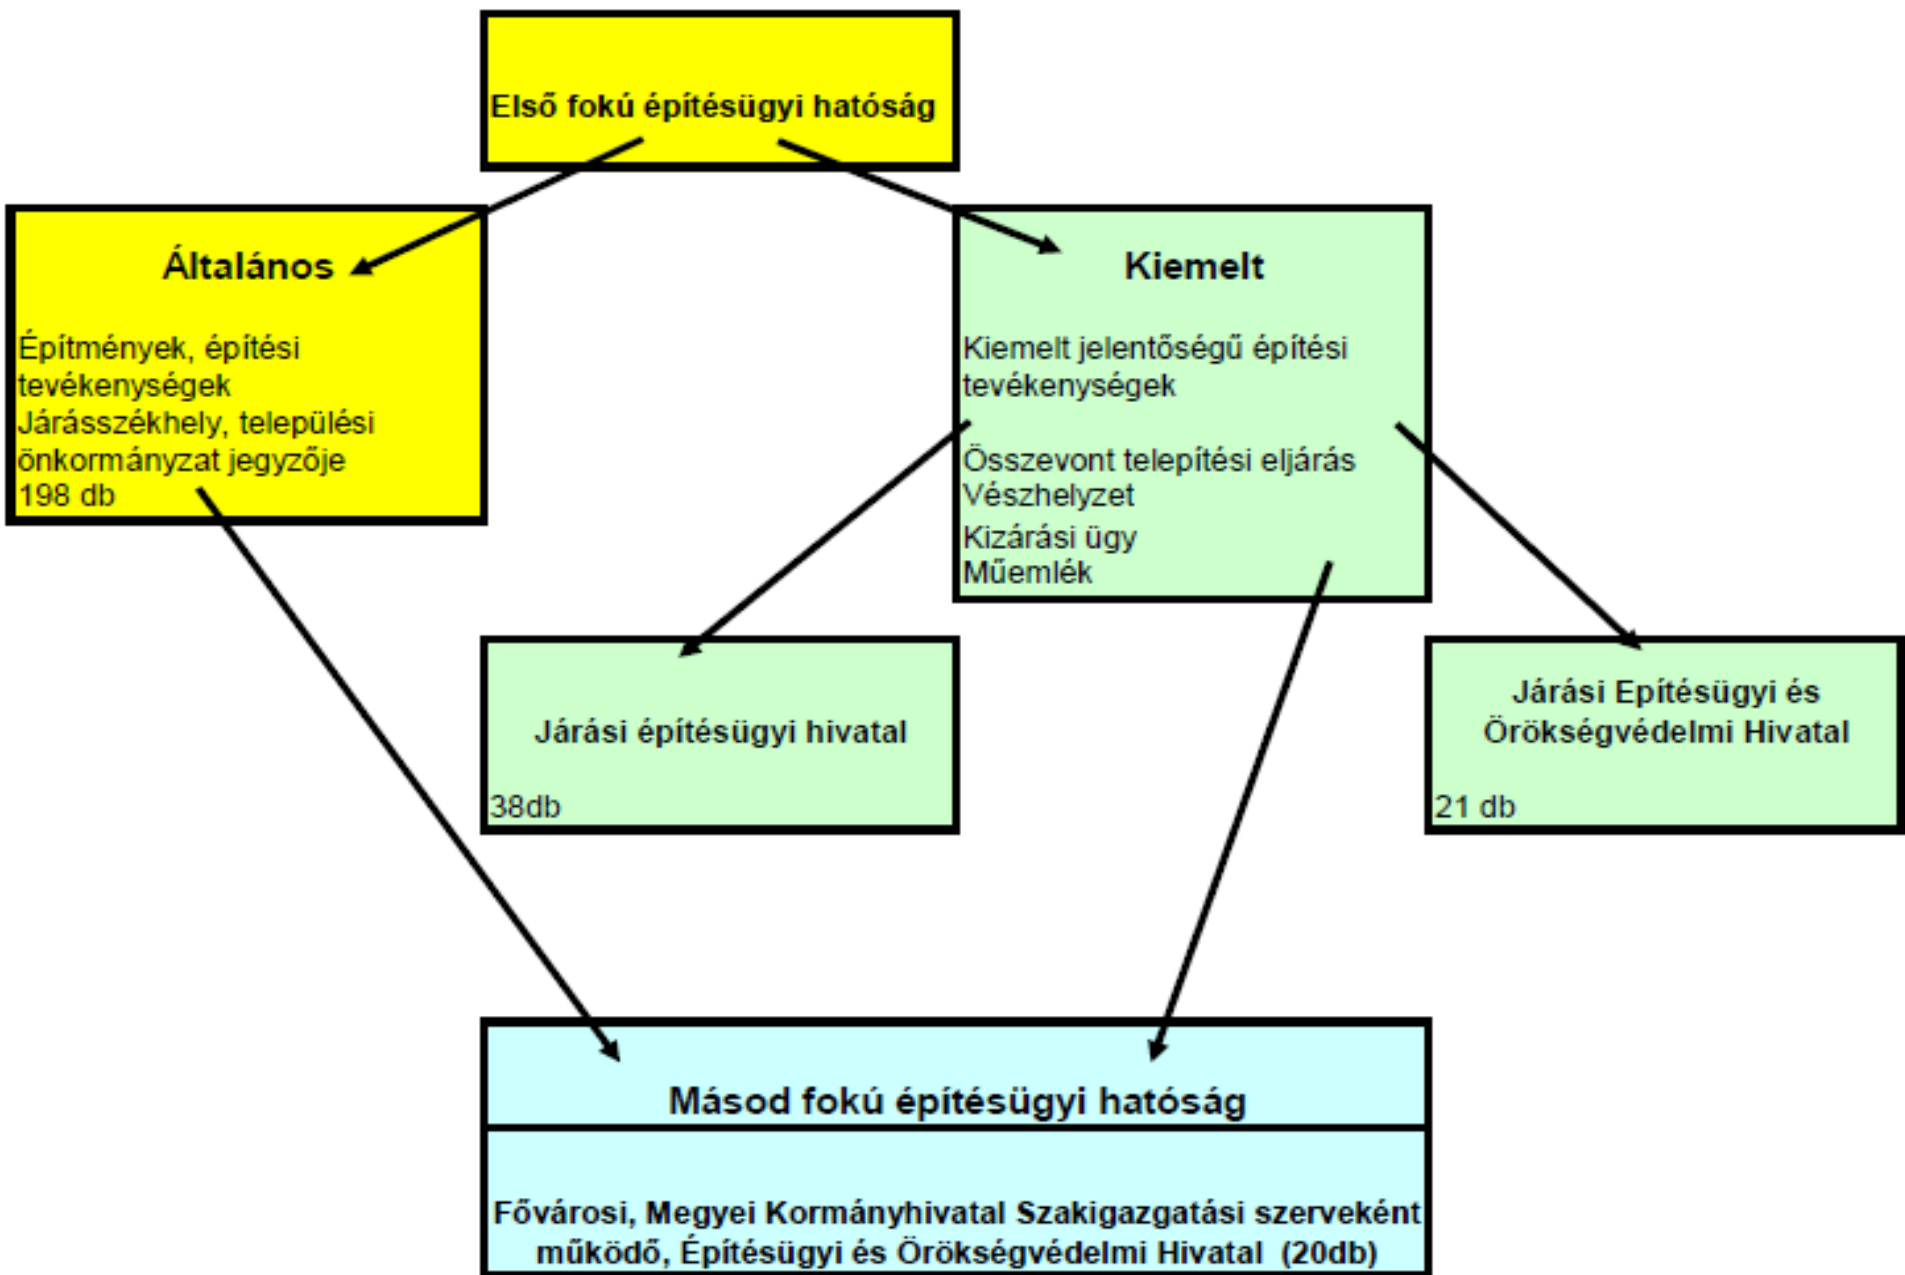 Első fokú építésügyi hatóság
Általános
Építmények, építési
tevékenységek
Járásszékhely, települési
önkormányzat jegyzője
198 db
Kiemelt
Kiemelt jelentőségű építési
tevékenységek
Összevont telepítési eljárás
Vészhelyzet
Kizárási ügy
Műemlék
Járási építésügyi hivatal
38db
Járási Epítésügyi és
Örökségvédelmi Hivatal
21 db
Másod fokú építésügyi hatóság
Fővárosi, Megyei Kormányhivatal Szakigazgatási szerveként
működő, Építésügyi és Örökségvédelmi Hivatal (20db)